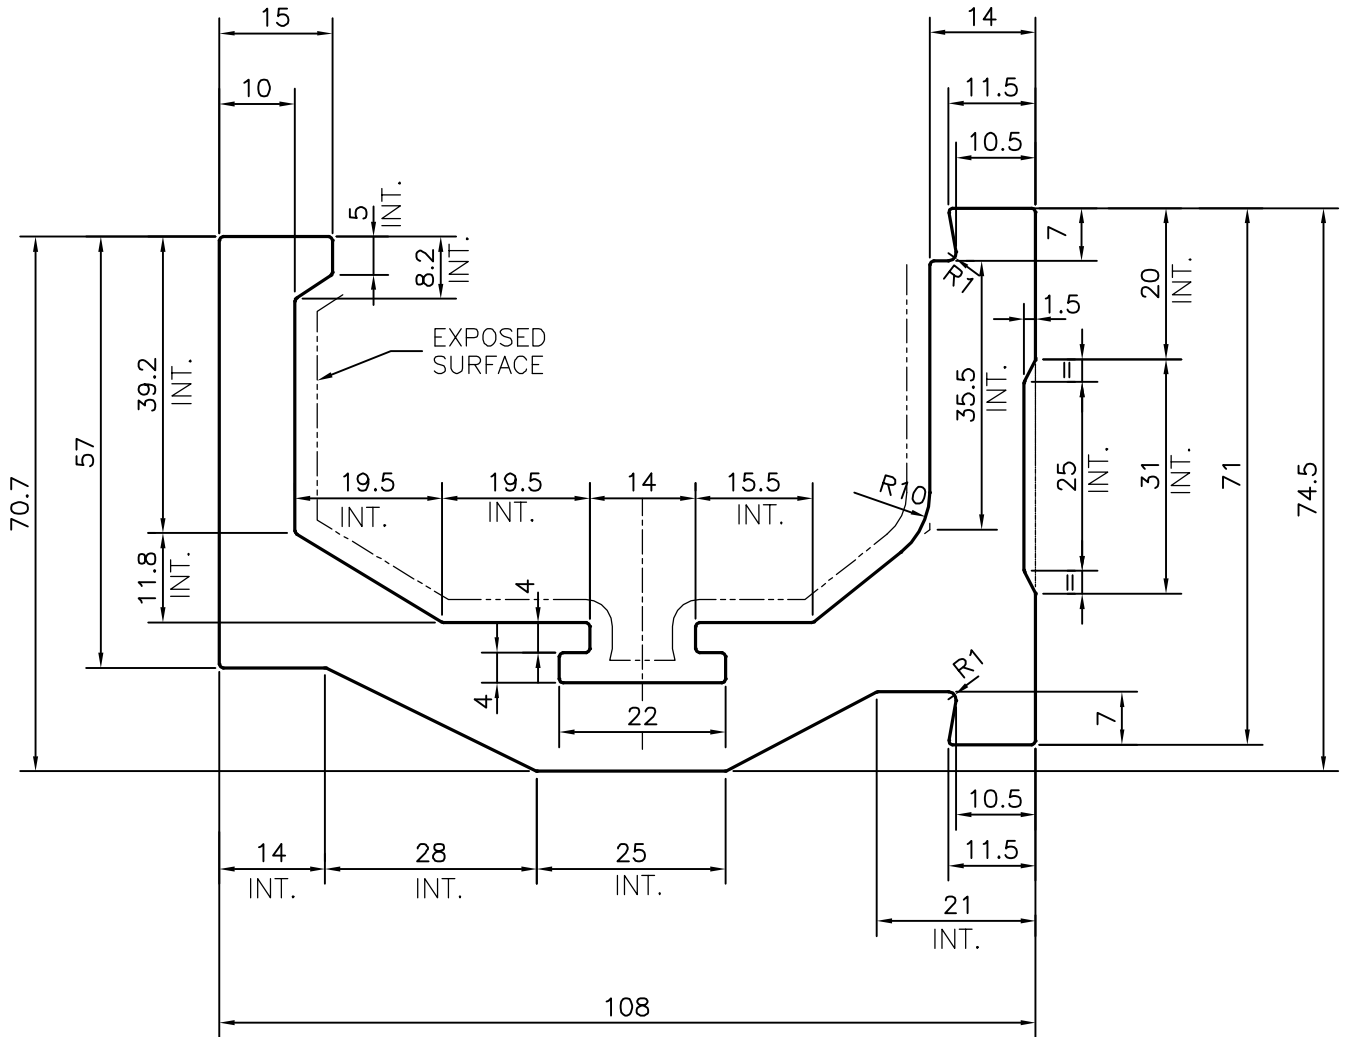 15
14
10
11.5
10.5
5
INT.
8.2
INT.
7
R1
20
INT.
1.5
EXPOSED
SURFACE
39.2
INT.
35.5
INT.
=
57
70.7
25
INT.
31
INT.
71
74.5
19.5
INT.
19.5
INT.
14
15.5
INT.
R10
11.8
INT.
4
=
4
22
R1
7
10.5
14
INT.
28
INT.
25
INT.
11.5
21
INT.
108